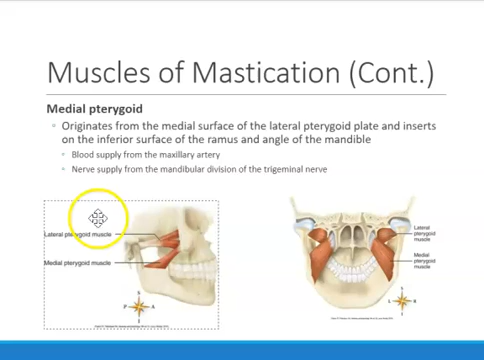 Muscles of Mastication (Cont.)
Medial pterygoid
Originates from the medial surface of the lateral pterygoid plate and inserts
on the inferior surface of the ramus and angle of the mandible
Blood supply from the maxillary artery
Nerve supply from the mandibular division of the trigeminal nerve
Lateral pterygoid muscle
Medial pterygoid muscle
S
P A
I
Lateral
pterygoid
muscle
Medial
pterygoid
muscle
S
L R
I